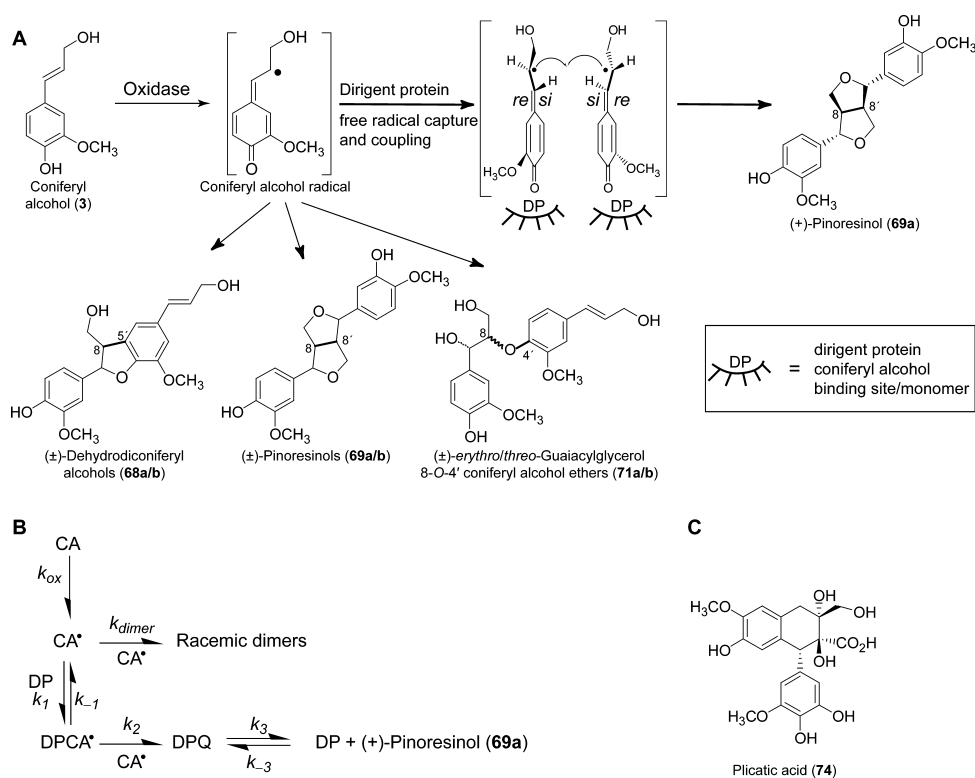 A
OH
OCH3
OH
Coniferyl
alcohol (3)
Oxidase
OH
•
OCH3
O
Coniferyl alcohol radical
Dirigent protein
free radical capture
and coupling
HO
H
H
re si
H3CO
O
DP
OH
H
H
si re
OCH3
O
DP
OH
OCH3
O
8
8´
O
HO
OCH3
(+)-Pinoresinol (69a)
OH
HO
5´
8
O
OCH3
HO
OCH3
(±)-Dehydrodiconiferyl
alcohols (68a/b)
OH
OCH3
O
8
8´
O
HO
OCH3
(±)-Pinoresinols (69a/b)
HO
HO
8
O
4′
OCH3
OH
OCH3
OH
(±)-erythro/threo-Guaiacylglycerol
8-O-4′ coniferyl alcohol ethers (71a/b)
DP
=
dirigent protein
coniferyl alcohol
binding site/monomer
B
CA
kox
CA•
kdimer
CA•
Racemic dimers
DP
k1
k–1
DPCA•
k2
CA•
DPQ
k3
k–3
DP + (+)-Pinoresinol (69a)
C
H3CO
HO
OH
OH
CO2H
OH
H3CO
OH
OH
Plicatic acid (74)